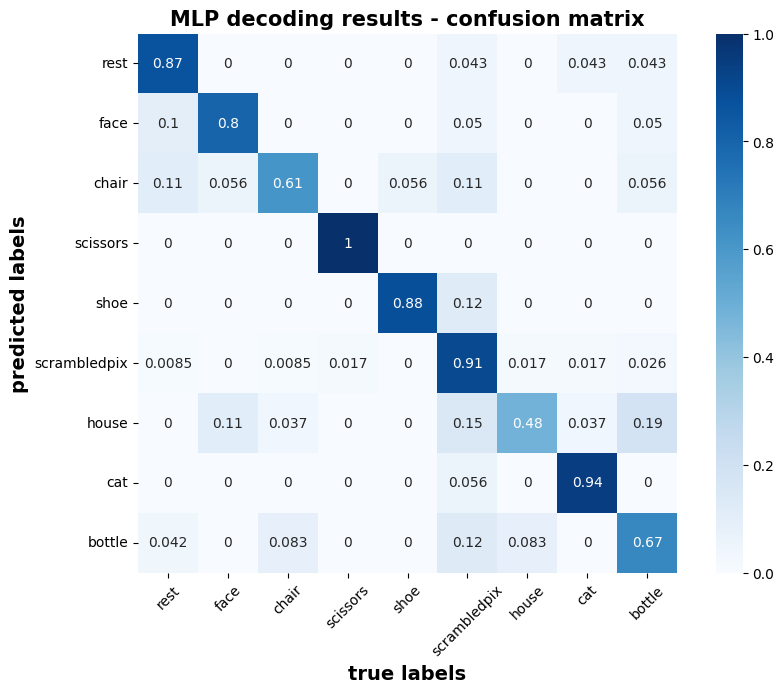 MLP decoding results - confusion matrix
predicted labels
rest 0.87 0 0 0 0 0.043 0 0.043 0.043
face 0.1 0.8 0 0 0 0.05 0 0 0.05
chair 0.11 0.056 0.61 0 0.056 0.11 0 0 0.056
scissors 0 0 0 1 0 0 0 0 0
shoe 0 0 0 0 0.88 0.12 0 0 0
scrambledpix 0.0085 0 0.0085 0.017 0 0.91 0.017 0.017 0.026
house 0 0.11 0.037 0 0 0.15 0.48 0.037 0.19
cat 0 0 0 0 0 0.056 0 0.94 0
bottle 0.042 0 0.083 0 0 0.12 0.083 0 0.67
rest face chair scissors shoe scrambledpix house cat bottle
true labels
1.0
0.8
0.6
0.4
0.2
0.0